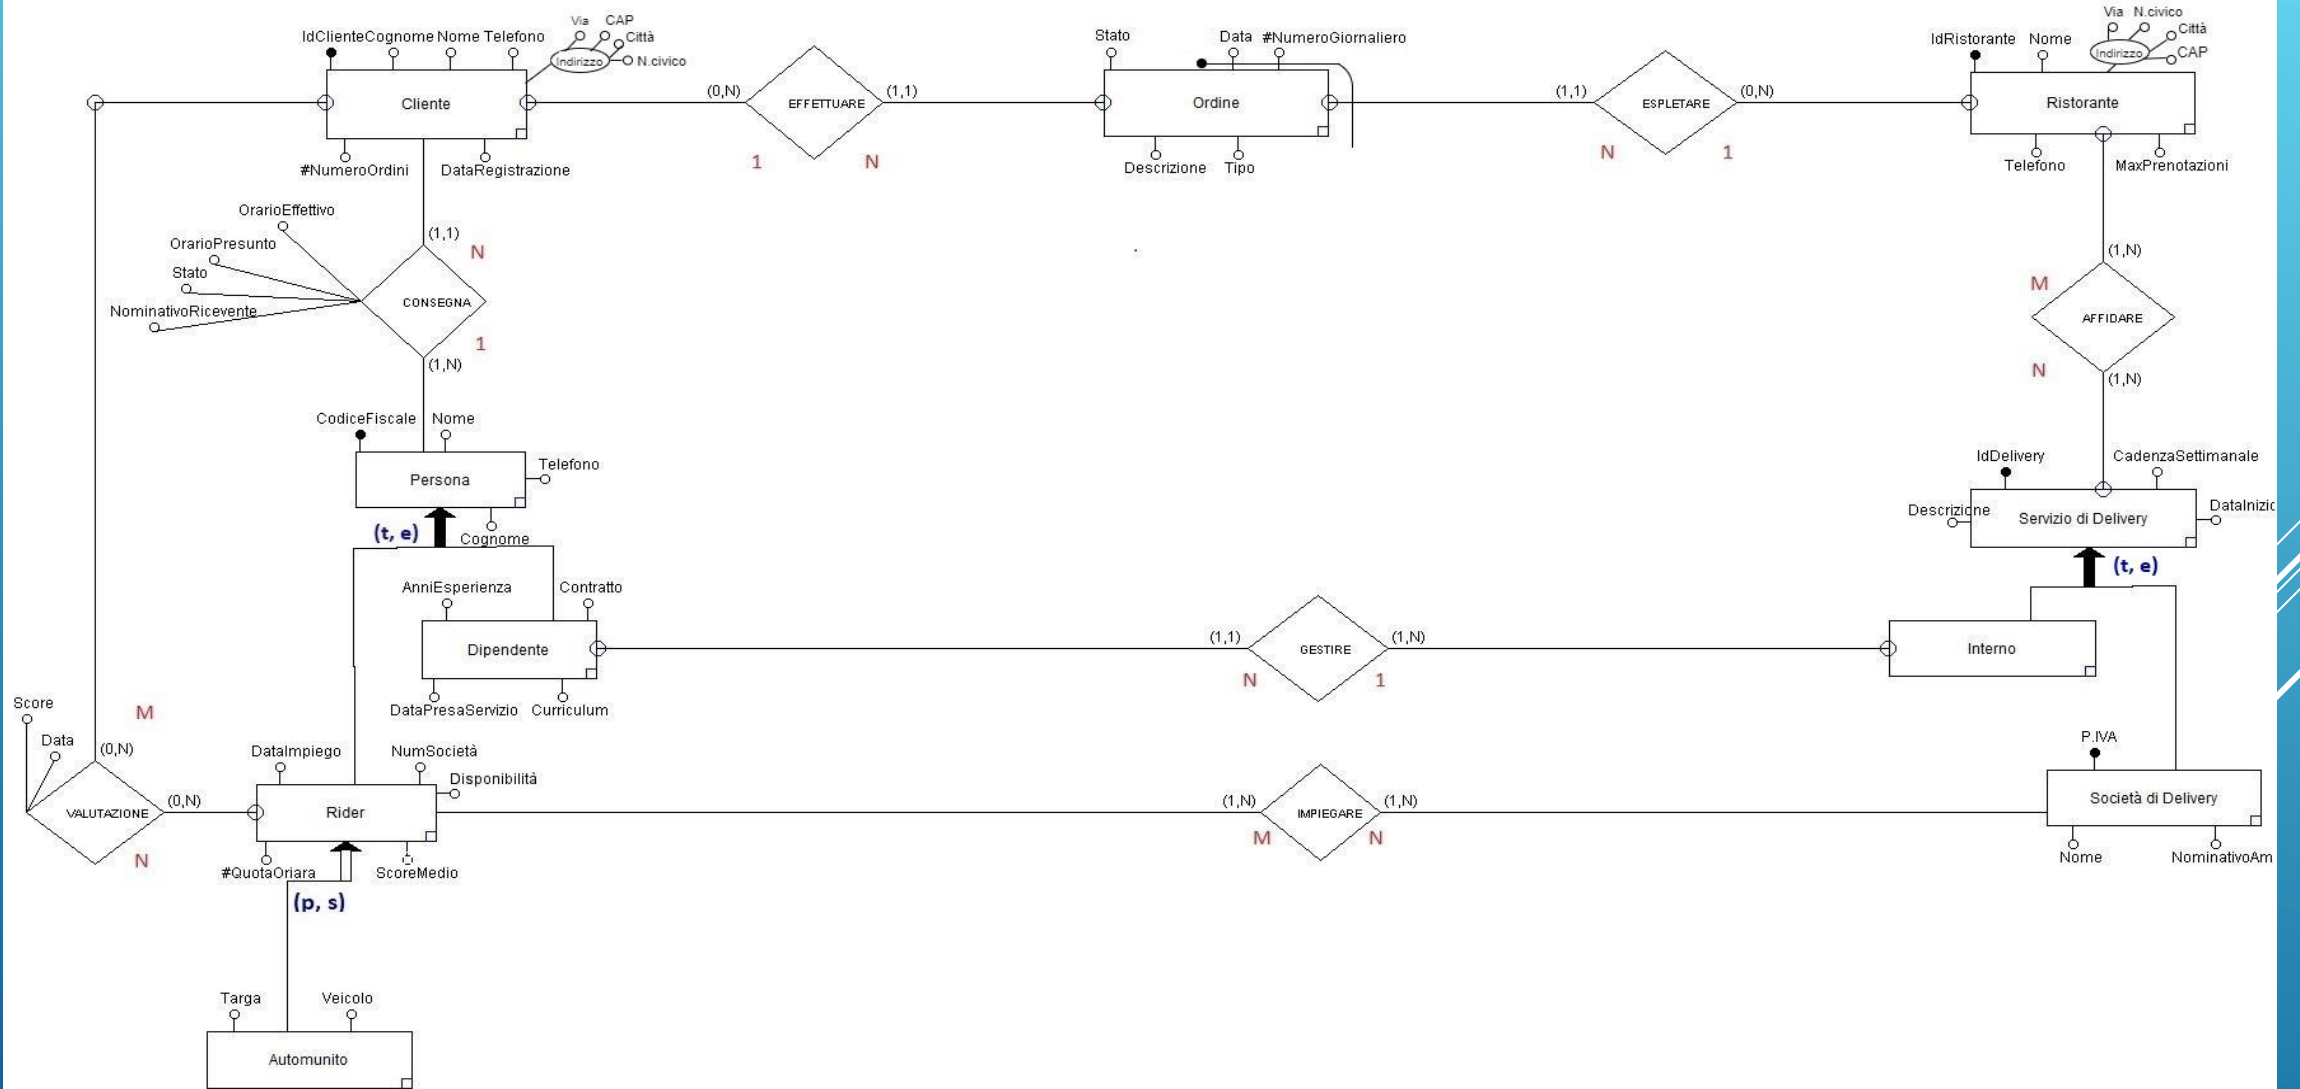 Via CAP
Città
Indirizzo
N.civico
IdCliente Cognome Nome Telefono
Cliente
#NumeroOrdini DataRegistrazione
(0,N) EFFETTUARE (1,1)
1 N
Stato Data #NumeroGiornaliero
Ordine
Descrizione Tipo
(1,1) ESPLETARE (0,N)
N 1
Via N.civico
Città
Indirizzo
CAP
IdRistorante Nome
Ristorante
Telefono MaxPrenotazioni
OrarioEffettivo
OrarioPresunto
Stato
NominativoRicevente
(1,1)
N
CONSEGNA
1
(1,N)
(1,N)
M
AFFIDARE
N
(1,N)
CodiceFiscale Nome
Telefono
Persona
Cognome
(t, e)
IdDelivery CadenzaSettimanale
Descrizione
Servizio di Delivery
DataInizio
(t, e)
AnniEsperienza Contratto
Dipendente
DataPresaServizio Curriculum
(1,1) GESTIRE (1,N)
N 1
Interno
Score
Data
M
(0,N)
VALUTAZIONE
(0,N)
N
DataImpiego NumSocietà
Disponibilità
Rider
#QuotaOriara ScoreMedio
(1,N) IMPIEGARE (1,N)
M N
P.IVA
Società di Delivery
Nome NominativoAm
(p, s)
Targa Veicolo
Automunito